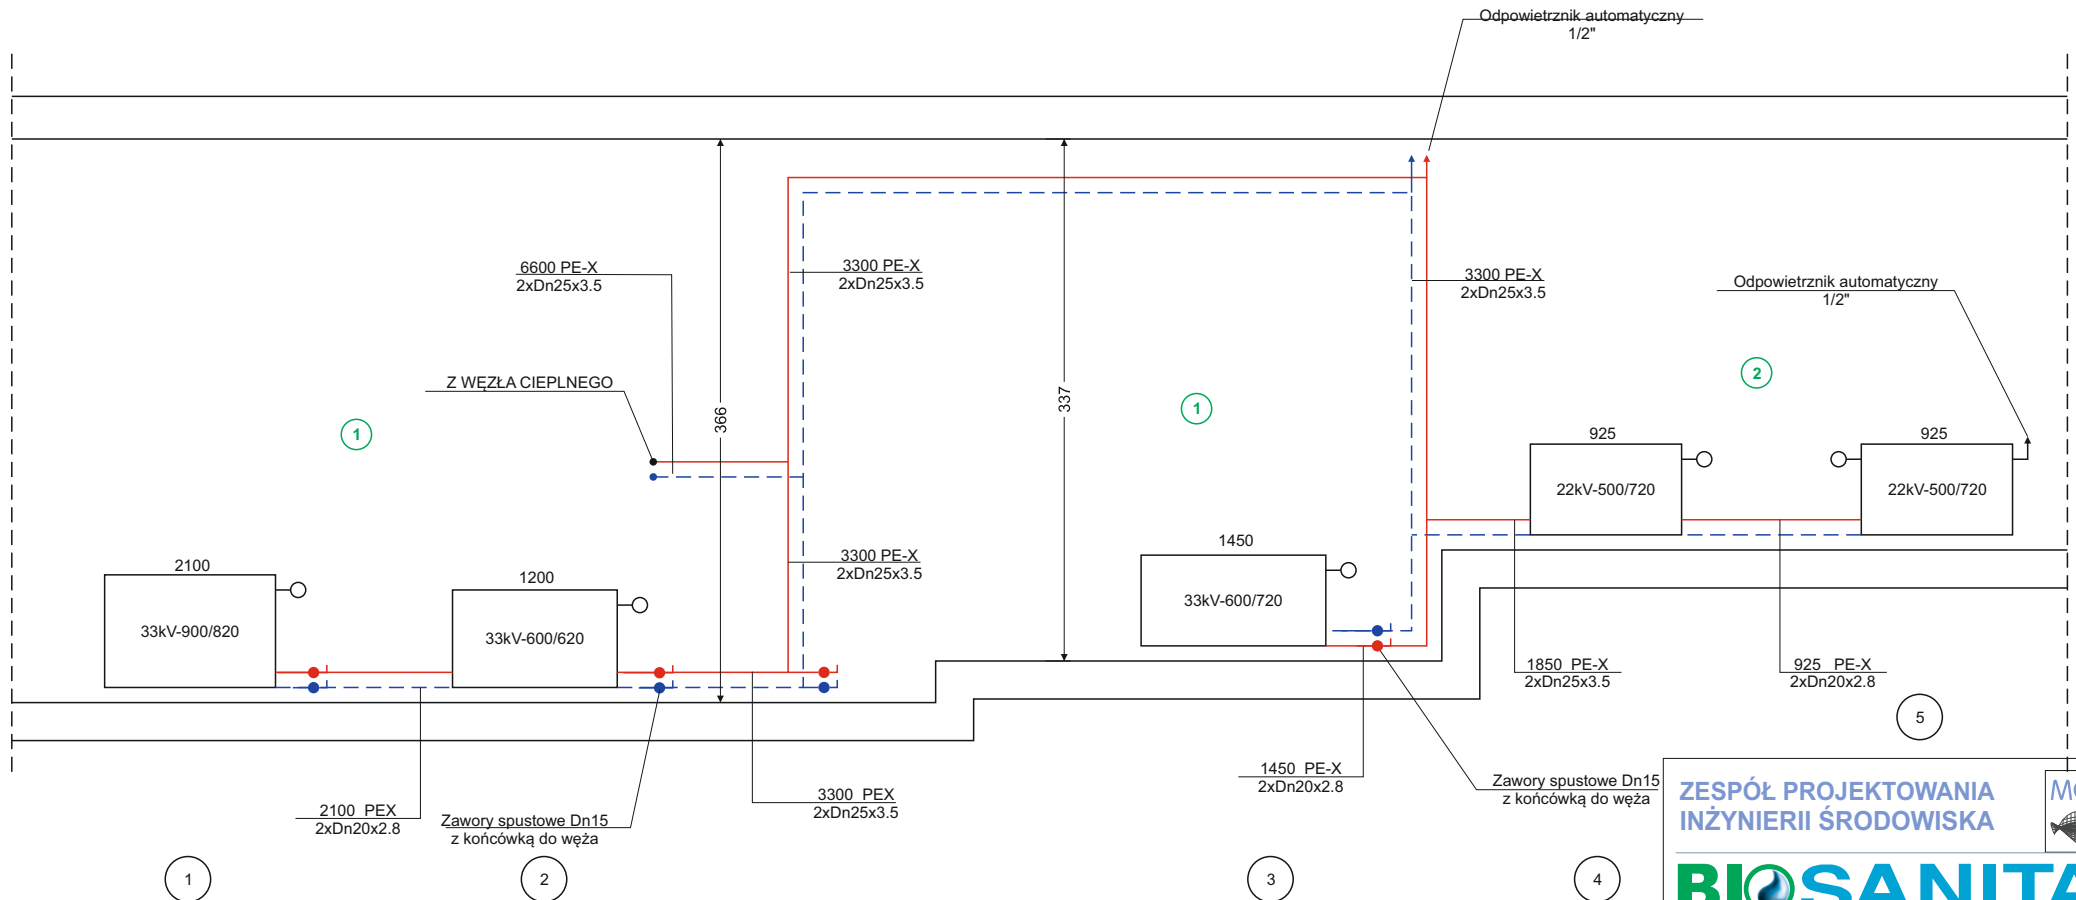 Odpowietrznik automatyczny
1/2"
6600 PE-X
2xDn25x3.5
3300 PE-X
2xDn25x3.5
3300 PE-X
2xDn25x3.5
Odpowietrznik automatyczny
1/2"
Z WĘZŁA CIEPLNEGO
366
337
1
1
2
925
925
22kV-500/720
22kV-500/720
3300 PE-X
2xDn25x3.5
2100
1200
1450
33kV-900/820
33kV-600/620
33kV-600/720
1850 PE-X
2xDn25x3.5
925 PE-X
2xDn20x2.8
5
2100 PEX
2xDn20x2.8
Zawory spustowe Dn15
z końcówką do węża
3300 PEX
2xDn25x3.5
1450 PE-X
2xDn20x2.8
Zawory spustowe Dn15
z końcówką do węża
ZESPÓŁ PROJEKTOWANIA
INŻYNIERII ŚRODOWISKA
1
2
3
4
BIOSANITA